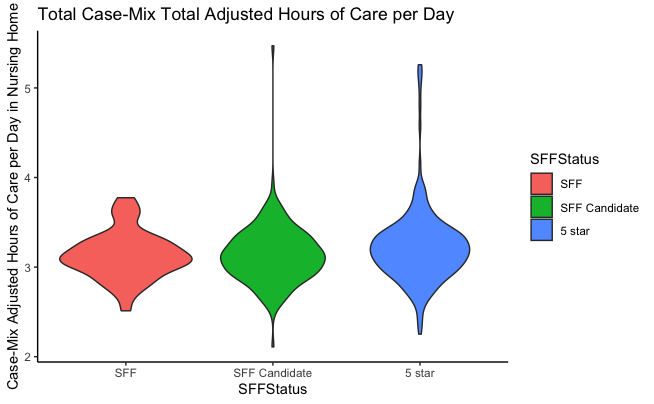 Total Case-Mix Total Adjusted Hours of Care per Day
Case-Mix Adjusted Hours of Care per Day in Nursing Home
5
4
3
2
SFF
SFF Candidate
5 star
SFFStatus
SFFStatus
SFF
SFF Candidate
5 star